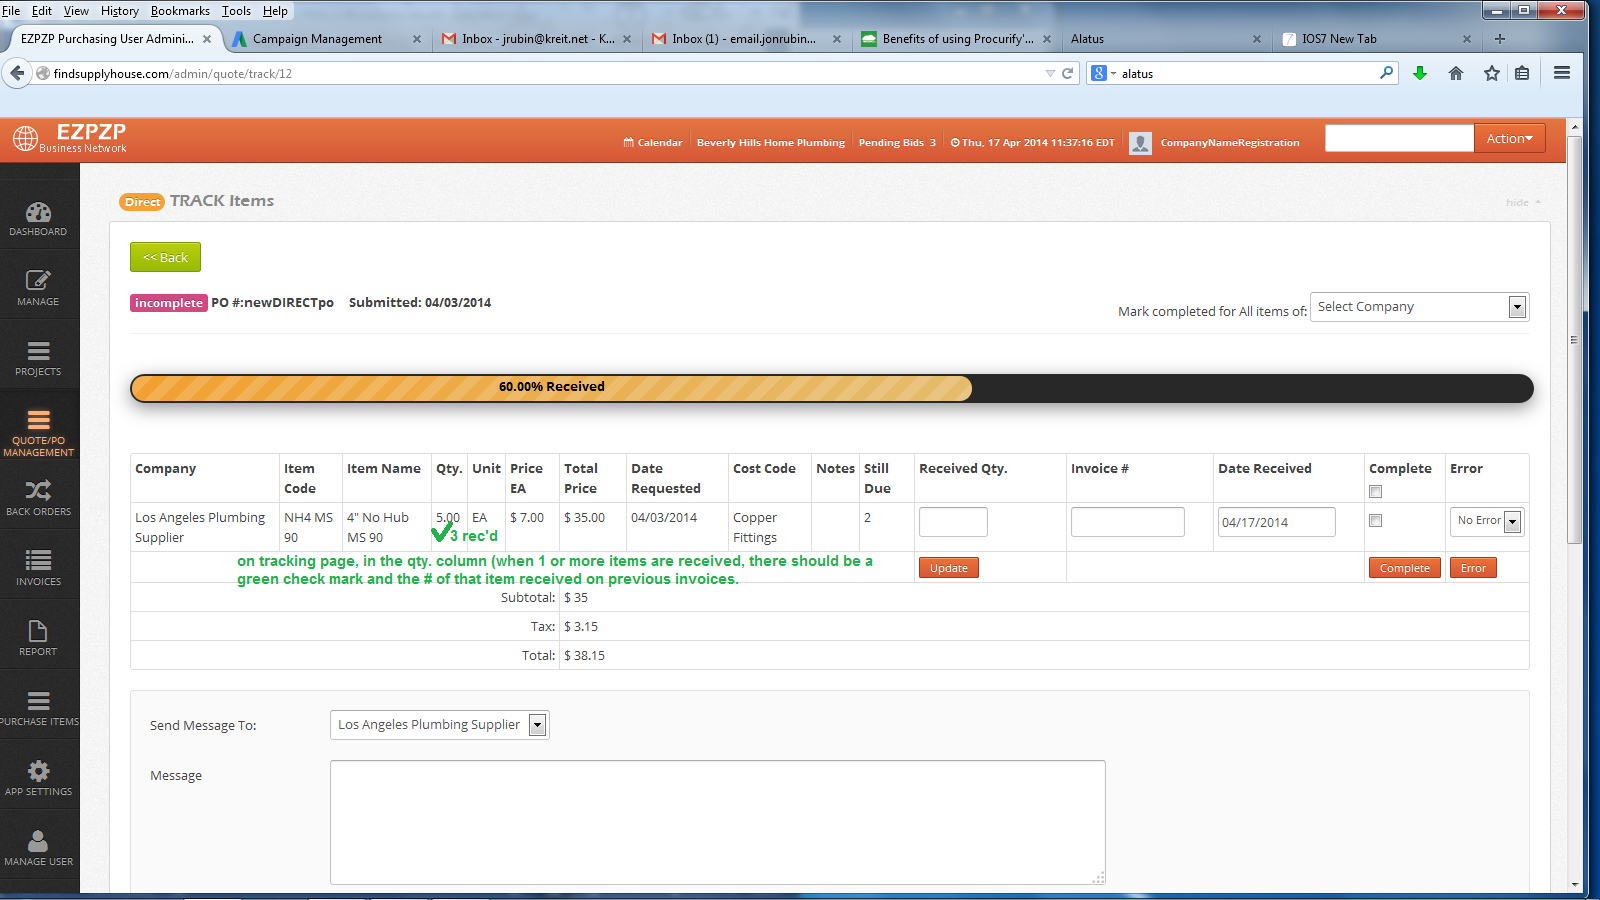 File Edit View History Bookmarks Tools Help
EZPZP Purchasing User Admini... × Campaign Management × Inbox - jrubin@kreit.net - K... × Inbox (1) - email.jonrubin... × Benefits of using Procurify'... × Alatus × IOS7 New Tab × +
findsupplyhouse.com/admin/quote/track/12 alatus
EZPZP
Business Network
Calendar Beverly Hills Home Plumbing Pending Bids 3 Thu, 17 Apr 2014 11:37:16 EDT CompanyNameRegistration Action
DASHBOARD
MANAGE
PROJECTS
QUOTE/PO
MANAGEMENT
BACK ORDERS
INVOICES
REPORT
PURCHASE ITEMS
APP SETTINGS
MANAGE USER
Direct TRACK Items
hide
<< Back
incomplete PO #:newDIRECTpo Submitted: 04/03/2014
Mark completed for All items of: Select Company
60.00% Received
Company Item Code Item Name Qty. Unit Price EA Total Price Date Requested Cost Code Notes Still Due Received Qty. Invoice # Date Received Complete Error
Los Angeles Plumbing Supplier NH4 MS 90 4" No Hub MS 90 5.00 EA $ 7.00 $ 35.00 04/03/2014 Copper Fittings 2 04/17/2014 No Error
3 rec'd
on tracking page, in the qty. column (when 1 or more items are received, there should be a
green check mark and the # of that item received on previous invoices.
Update Complete Error
Subtotal: $ 35
Tax: $ 3.15
Total: $ 38.15
Send Message To: Los Angeles Plumbing Supplier
Message